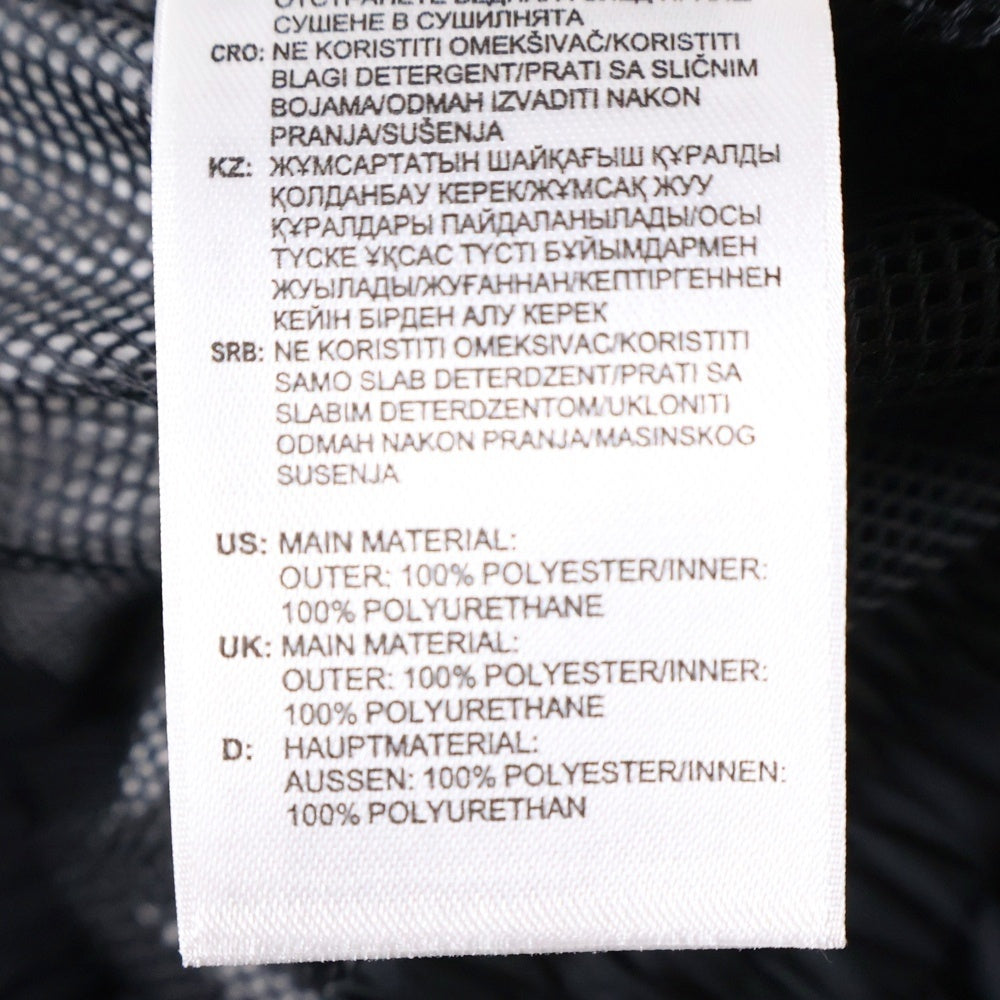 СУШЕНЕ В СУШИЛНЯТА
CRO: NE KORISTITI OMEKŠIVAČ/KORISTITI
BLAGI DETERGENT/PRATI SA SLIČNIM
BOJAMA/ODMAH IZVADITI NAKON
PRANJA/SUŠENJA
KZ: ЖҰМСАРТАТЫН ШАЙҚАҒЫШ ҚҰРАЛДЫ
ҚОЛДАНБАУ КЕРЕК/ЖҰМСАҚ ЖУУ
ҚҰРАЛДАРЫ ПАЙДАЛАНЫЛАДЫ/ОСЫ
ТҮСКЕ ҰҚСАС ТҮСТІ БҰЙЫМДАРМЕН
ЖУЫЛАДЫ/ЖУҒАННАН/КЕПТІРГЕННЕН
КЕЙІН БІРДЕН АЛУ КЕРЕК
SRB: NE KORISTITI OMEKSIVAC/KORISTITI
SAMO SLAB DETERDZENT/PRATI SA
SLABIM DETERDZENTOM/UKLONITI
ODMAH NAKON PRANJA/MASINSKOG
SUSENJA
US: MAIN MATERIAL:
OUTER: 100% POLYESTER/INNER:
100% POLYURETHANE
UK: MAIN MATERIAL:
OUTER: 100% POLYESTER/INNER:
100% POLYURETHANE
D: HAUPTMATERIAL:
AUSSEN: 100% POLYESTER/INNEN:
100% POLYURETHAN